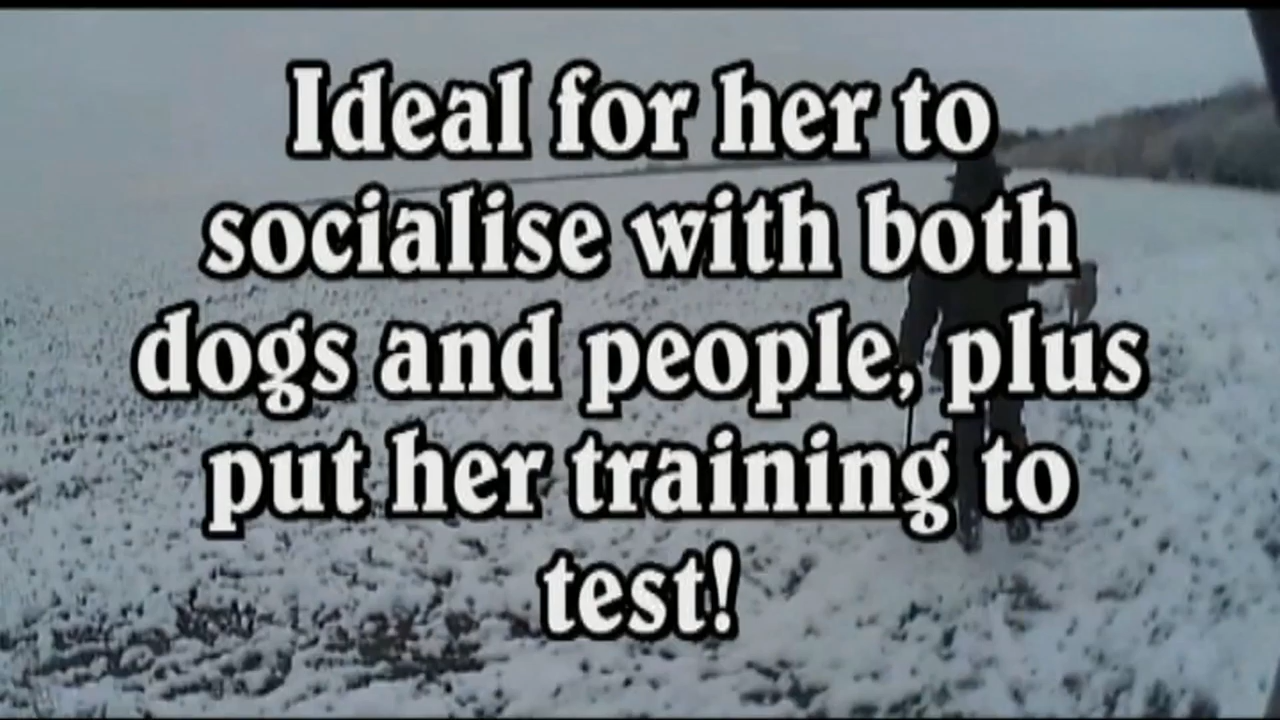 Ideal for her to
socialise with both
dogs and people, plus
put her training to
test!